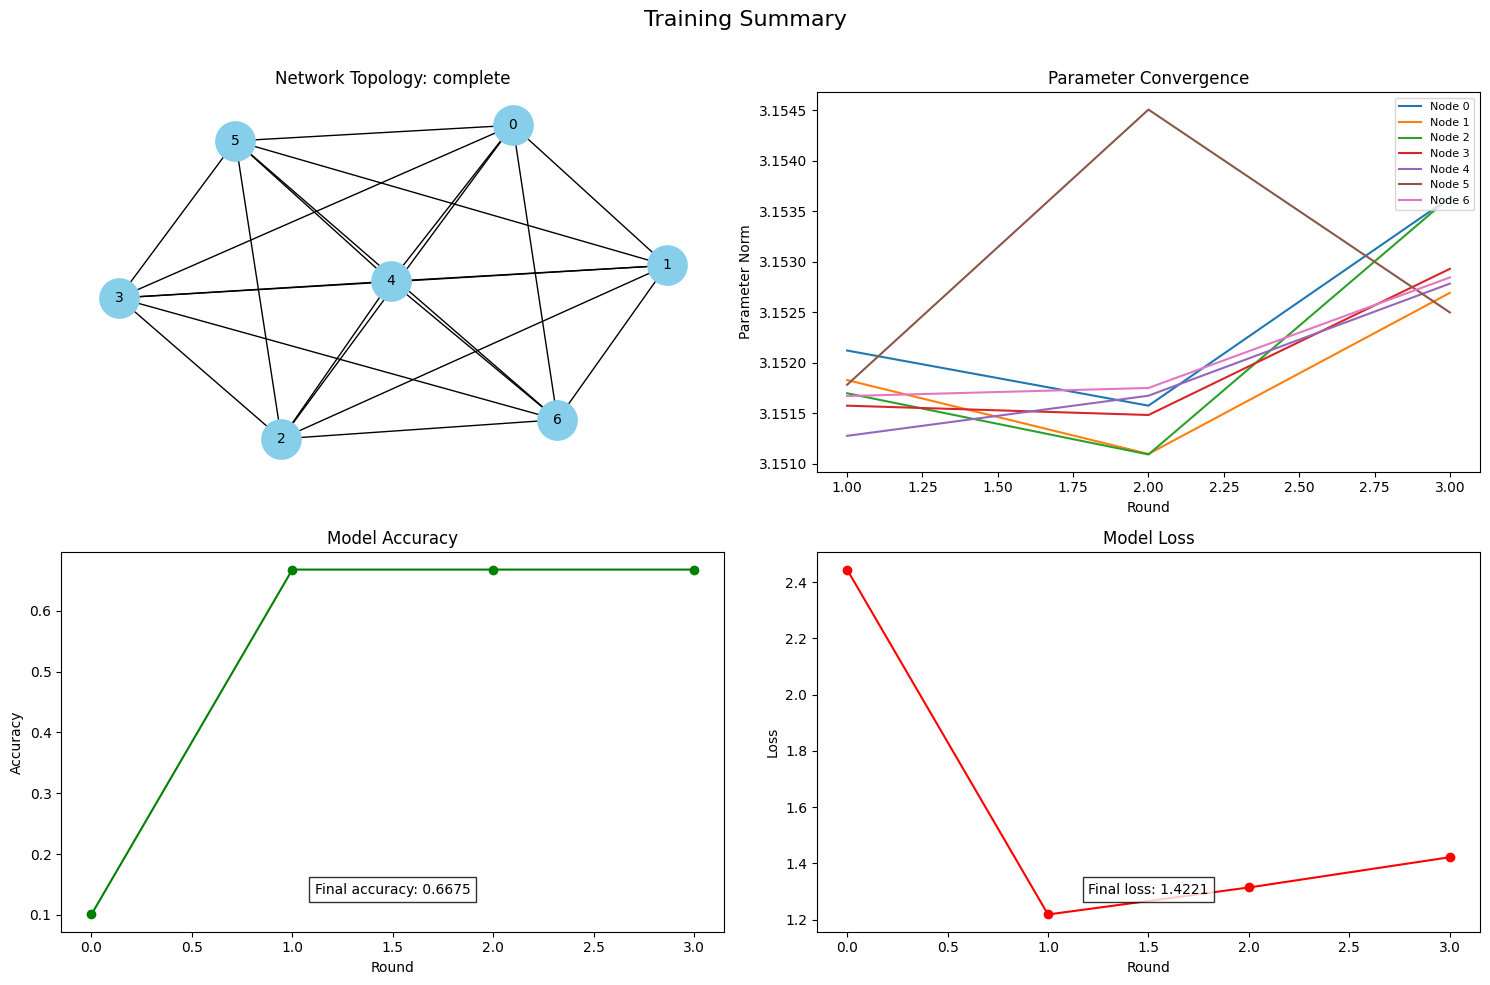 Training Summary
Network Topology: complete
0
5
1
4
3
6
2
Parameter Convergence
Parameter Norm
3.1545
3.1540
3.1535
3.1530
3.1525
3.1520
3.1515
3.1510
Node 0
Node 1
Node 2
Node 3
Node 4
Node 5
Node 6
1.00 1.25 1.50 1.75 2.00 2.25 2.50 2.75 3.00
Round
Model Accuracy
Accuracy
0.6
0.5
0.4
0.3
0.2
0.1
Final accuracy: 0.6675
0.0 0.5 1.0 1.5 2.0 2.5 3.0
Round
Model Loss
Loss
2.4
2.2
2.0
1.8
1.6
1.4
1.2
Final loss: 1.4221
0.0 0.5 1.0 1.5 2.0 2.5 3.0
Round